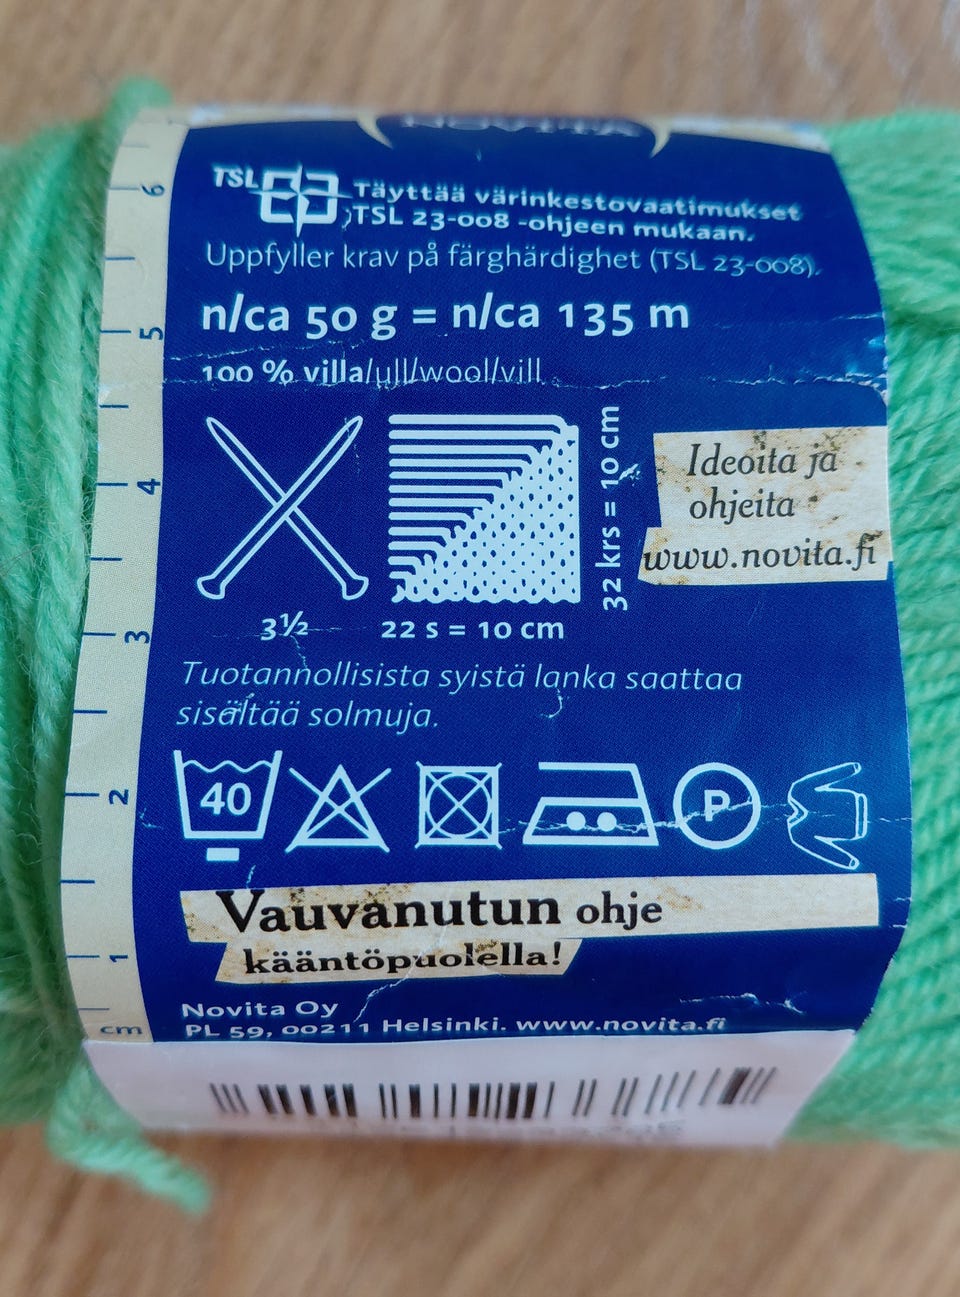 NOVITA
TSL
Täyttää värinkestovaatimukset
TSL 23-008 -ohjeen mukaan.
Uppfyller krav på färghärdighet (TSL 23-008).
n/ca 50 g = n/ca 135 m
100 % villa/ull/wool/vill
32 krs = 10 cm
Ideoita ja
ohjeita
www.novita.fi
3½
22 s = 10 cm
Tuotannollisista syistä lanka saattaa
sisältää solmuja.
40
P
Vauvanutun ohje
kääntöpuolella!
Novita Oy
PL 59, 00211 Helsinki. www.novita.fi
6
5
4
3
2
1
cm